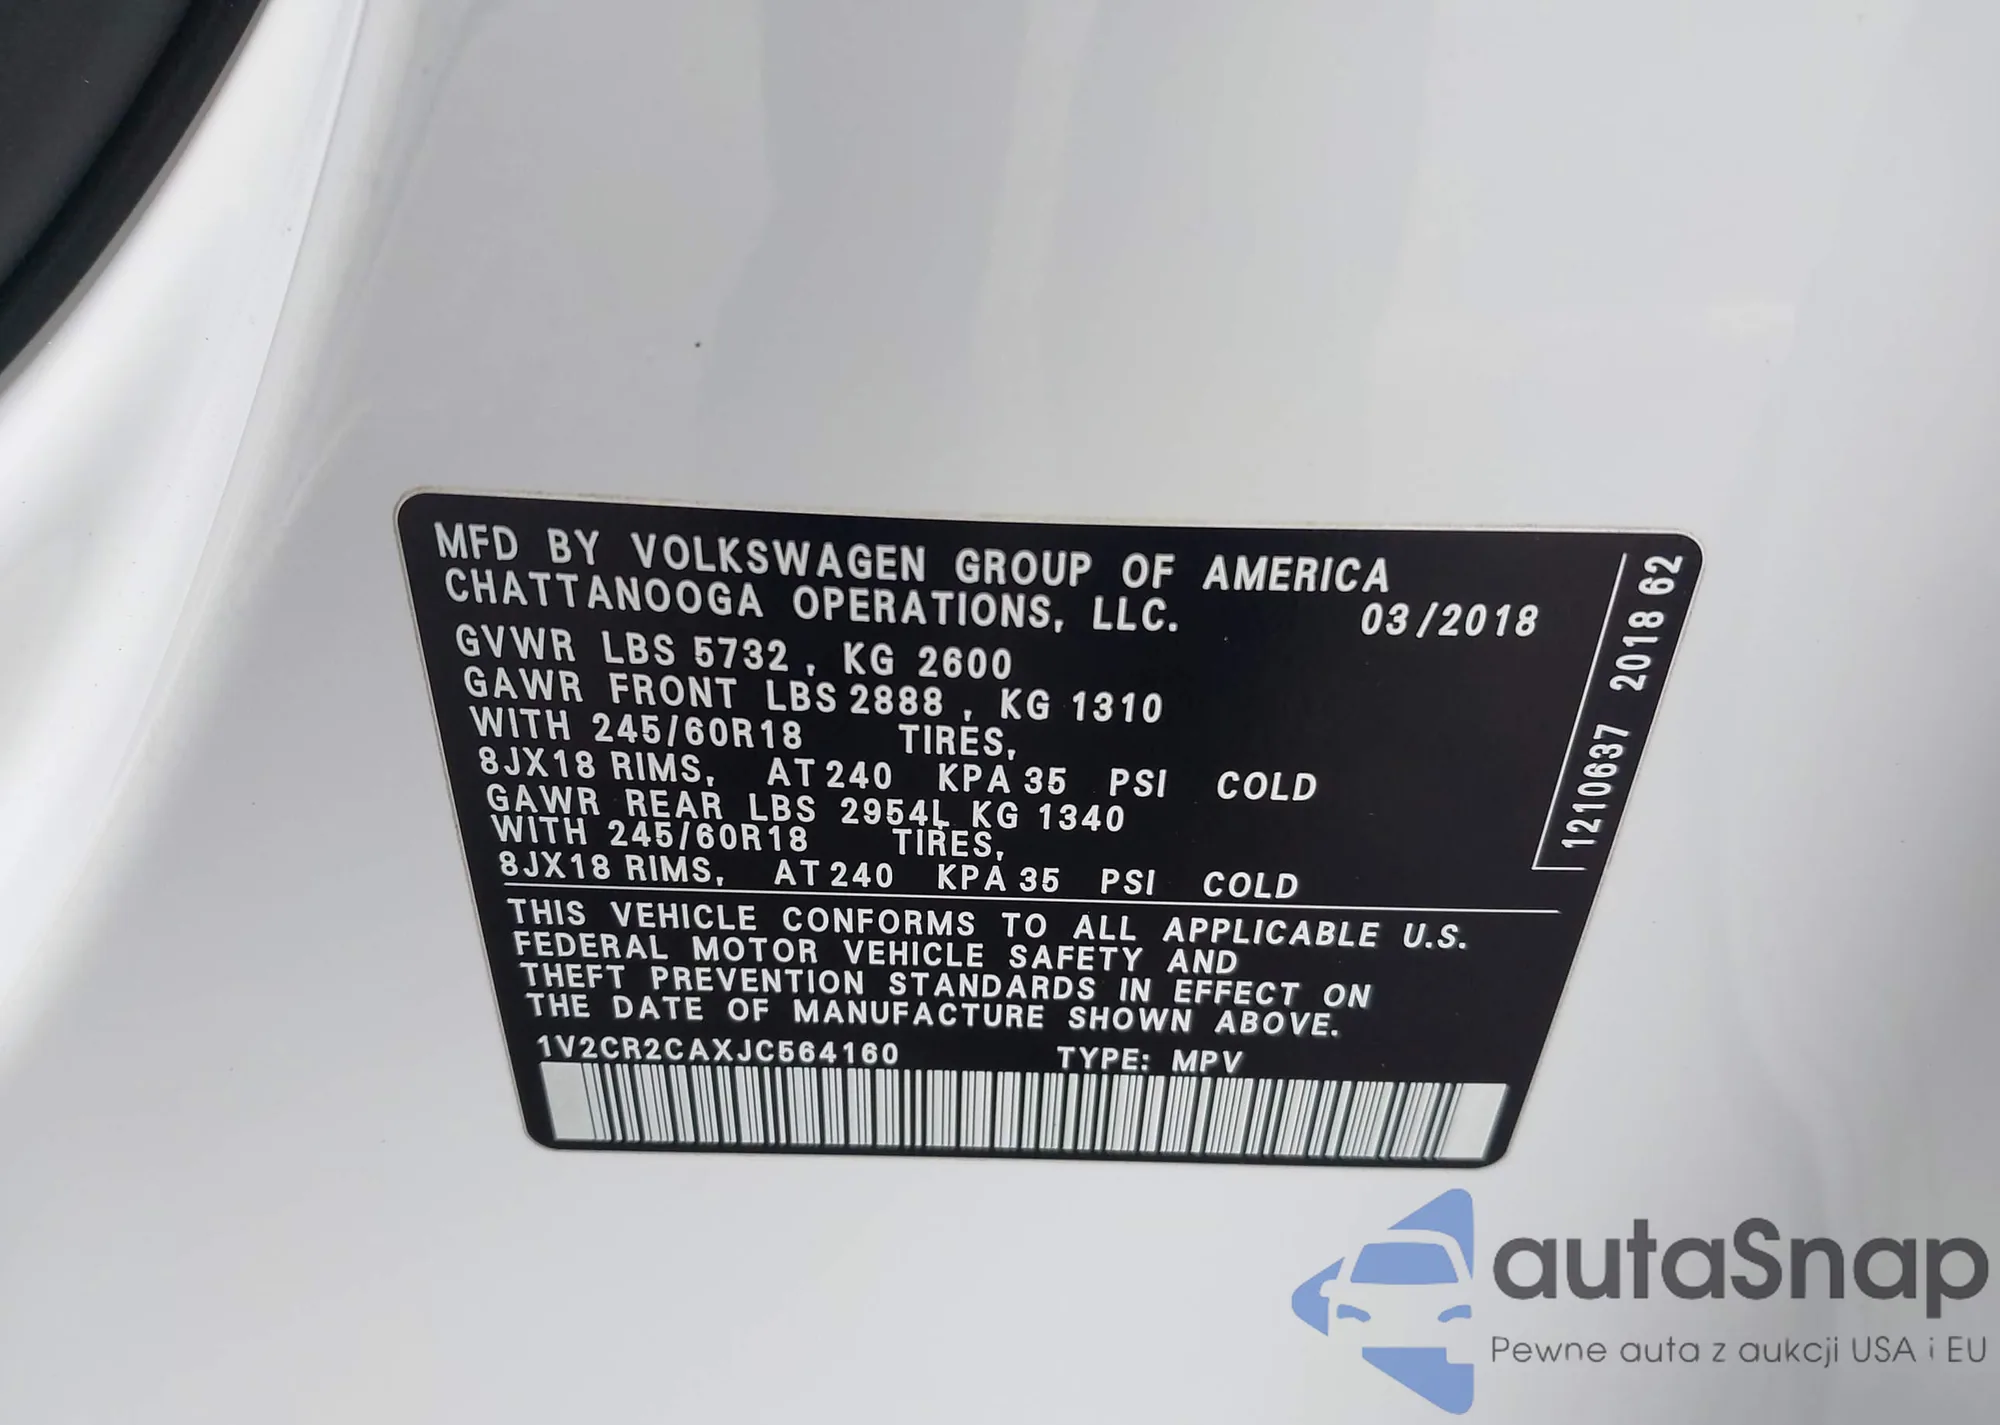 MFD BY VOLKSWAGEN GROUP OF AMERICA
CHATTANOOGA OPERATIONS, LLC. 03/2018
GVWR LBS 5732, KG 2600
GAWR FRONT LBS 2888, KG 1310
WITH 245/60R18 TIRES,
8JX18 RIMS, AT 240 KPA 35 PSI COLD
GAWR REAR LBS 2954L KG 1340
WITH 245/60R18 TIRES,
8JX18 RIMS, AT 240 KPA 35 PSI COLD
THIS VEHICLE CONFORMS TO ALL APPLICABLE U.S.
FEDERAL MOTOR VEHICLE SAFETY AND
THEFT PREVENTION STANDARDS IN EFFECT ON
THE DATE OF MANUFACTURE SHOWN ABOVE.
1V2CR2CAXJC564160 TYPE: MPV
1210637 2018 62
autaSnap
Pewne auta z aukcji USA i EU